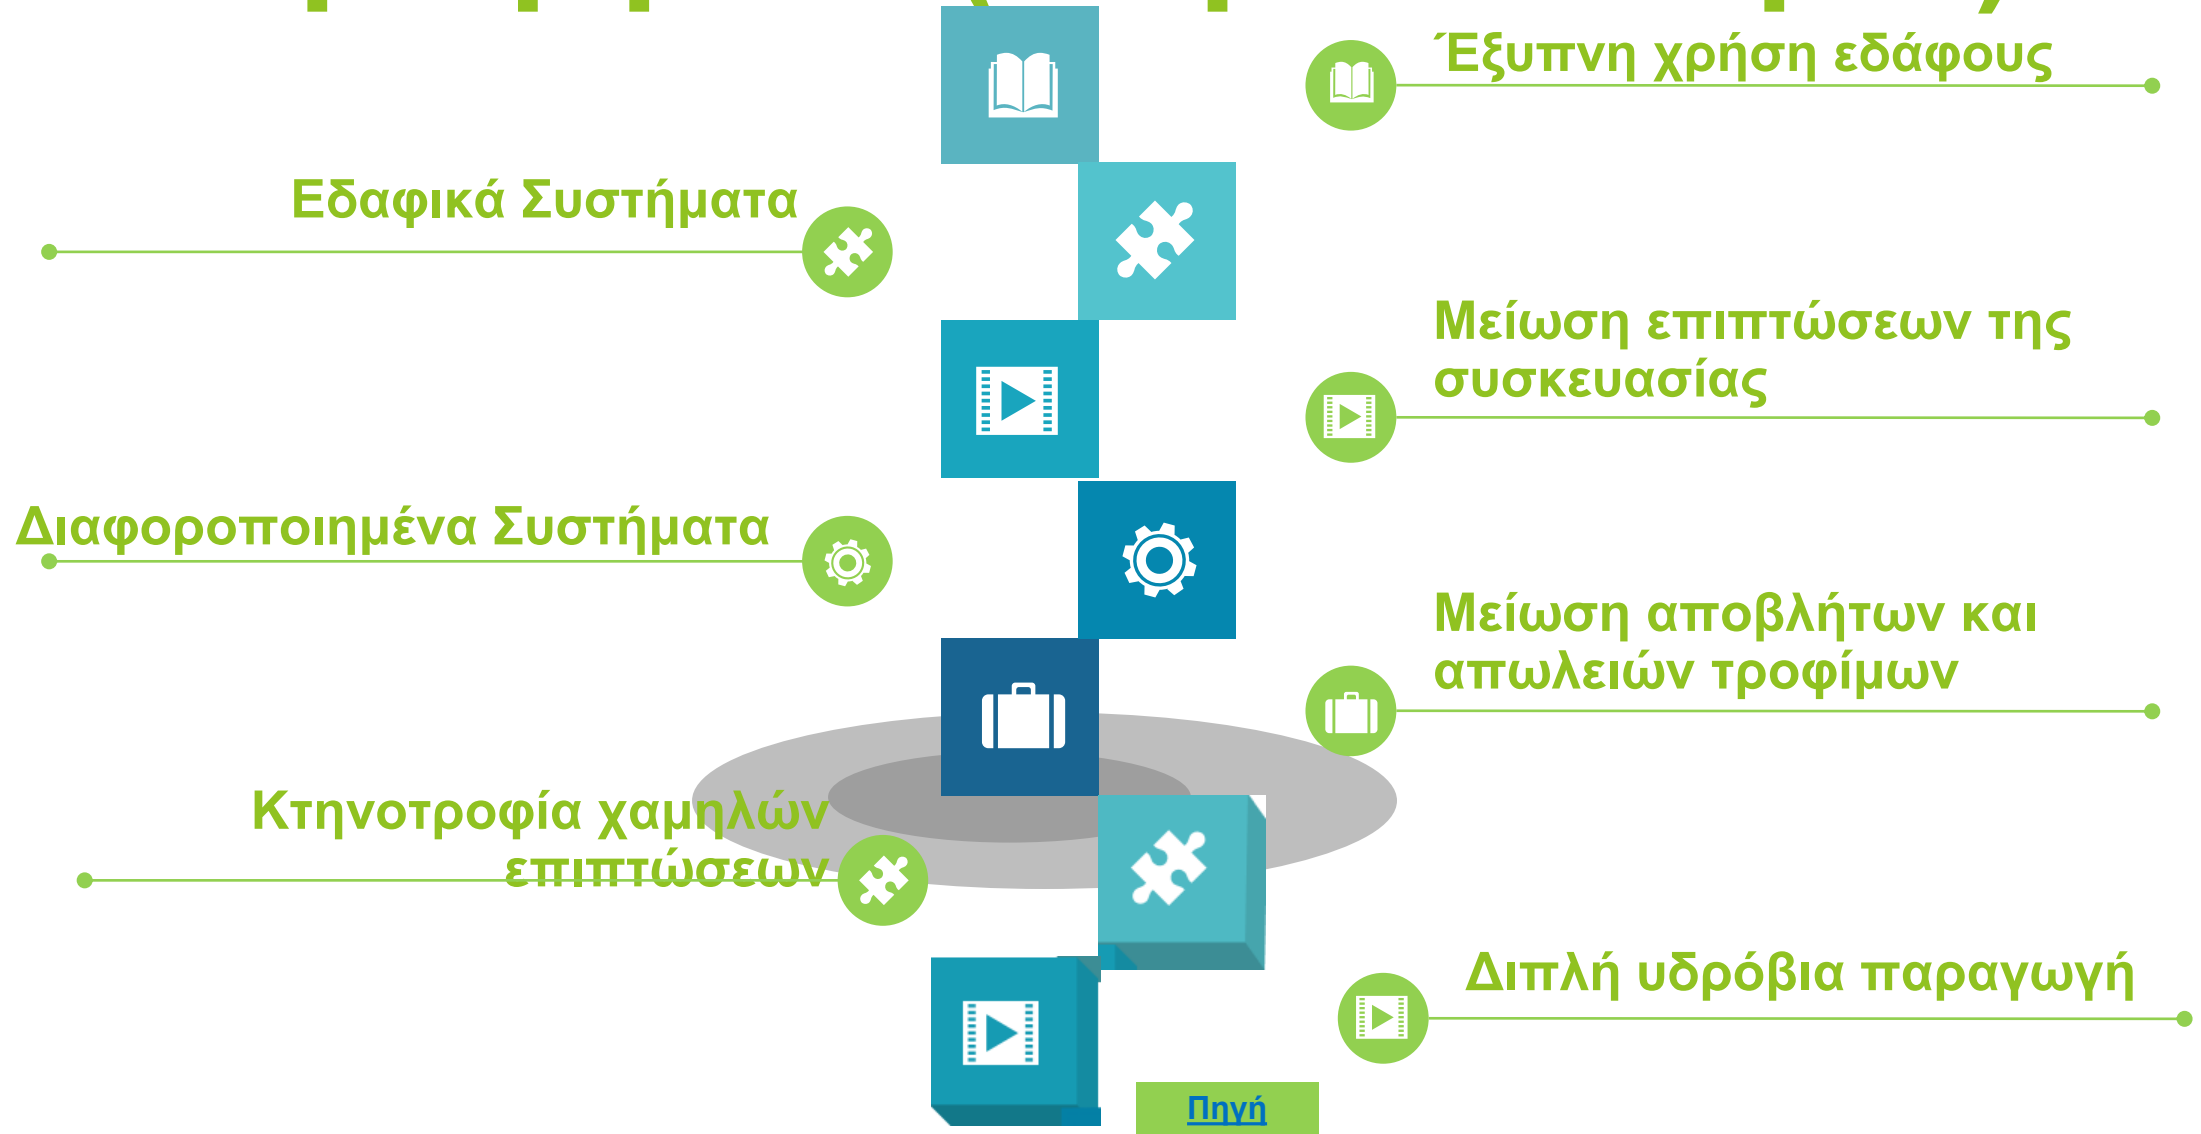 Έξυπνη χρήση εδάφους
Εδαφικά Συστήματα
Μείωση επιπτώσεων της
συσκευασίας
Διαφοροποιημένα Συστήματα
Μείωση αποβλήτων και
απωλειών τροφίμων
Κτηνοτροφία χαμηλών
επιπτώσεων
Διπλή υδρόβια παραγωγή
Πηγή